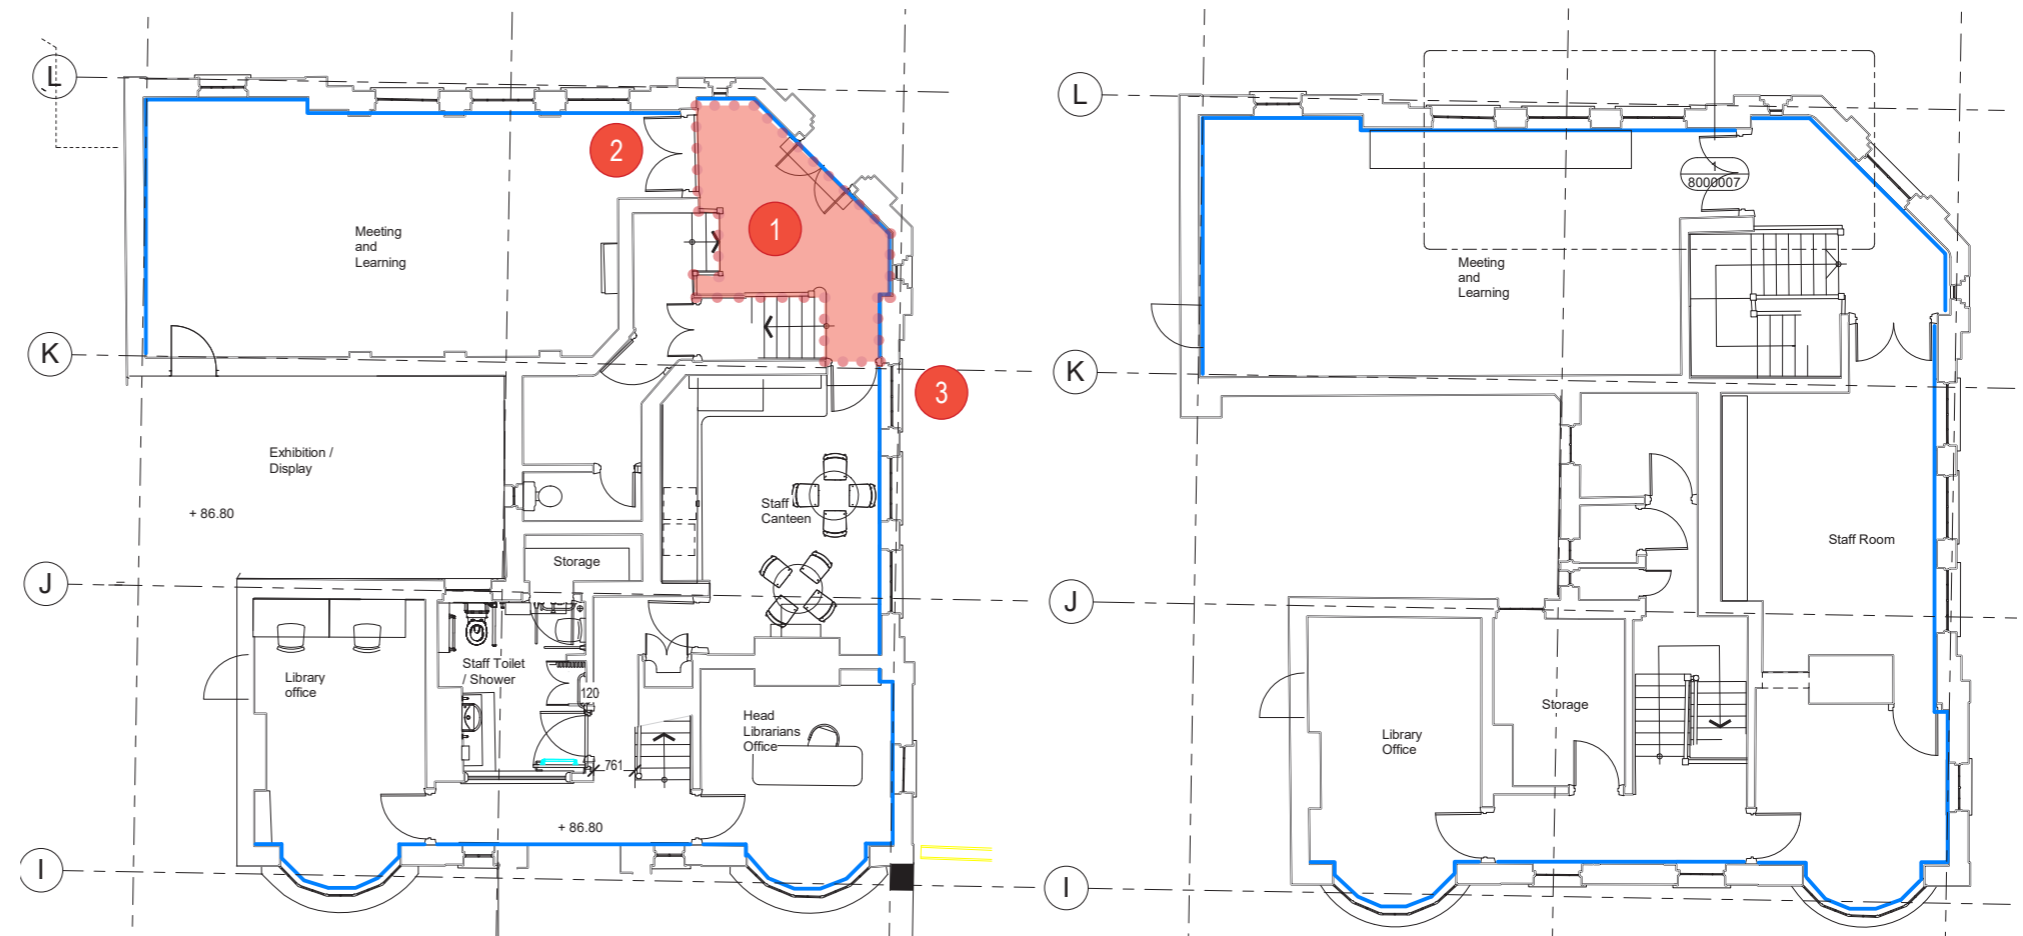 L
2
1
Meeting
and
Learning
K
3
Exhibition /
Display
+ 86.80
Staff
Canteen
Storage
J
Library
office
Staff Toilet
/ Shower
120
Head
Librarians
Office
761
+ 86.80
I
L
1
8000007
Meeting
and
Learning
K
Staff Room
J
Storage
Library
Office
I